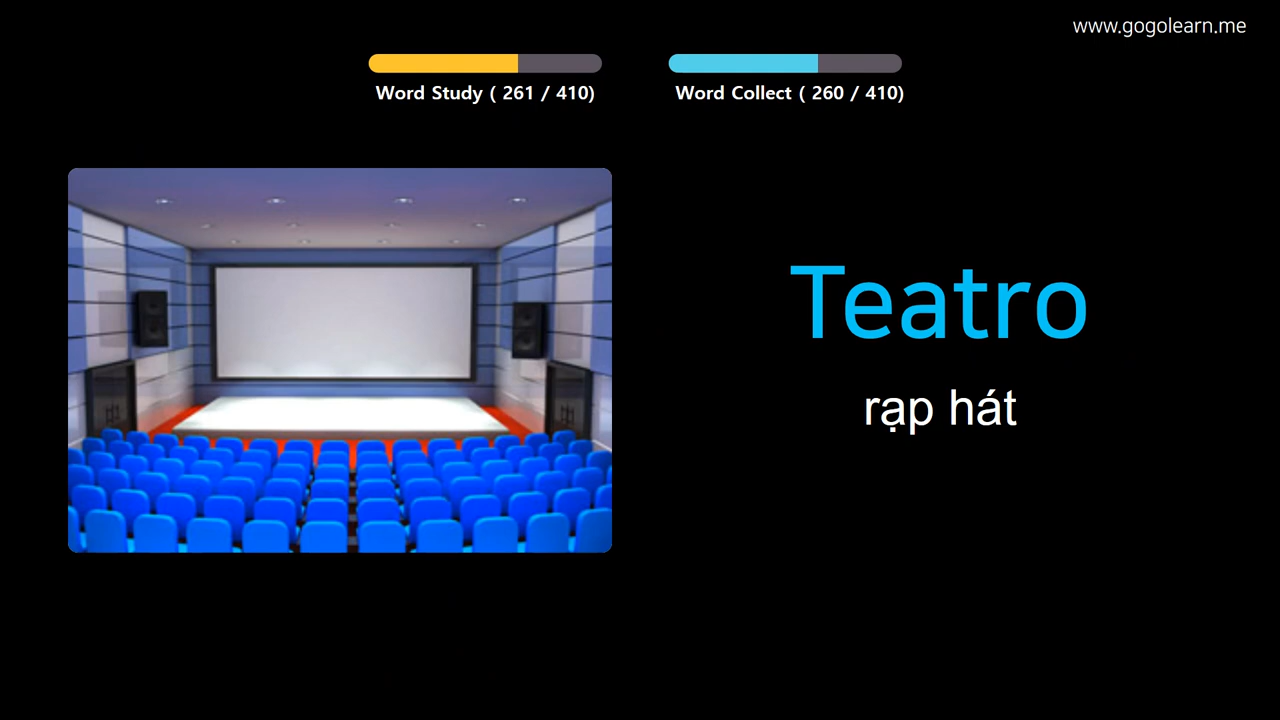 www.gogolearn.me
Word Study ( 261 / 410)
Word Collect ( 260 / 410)
Teatro
rạp hát